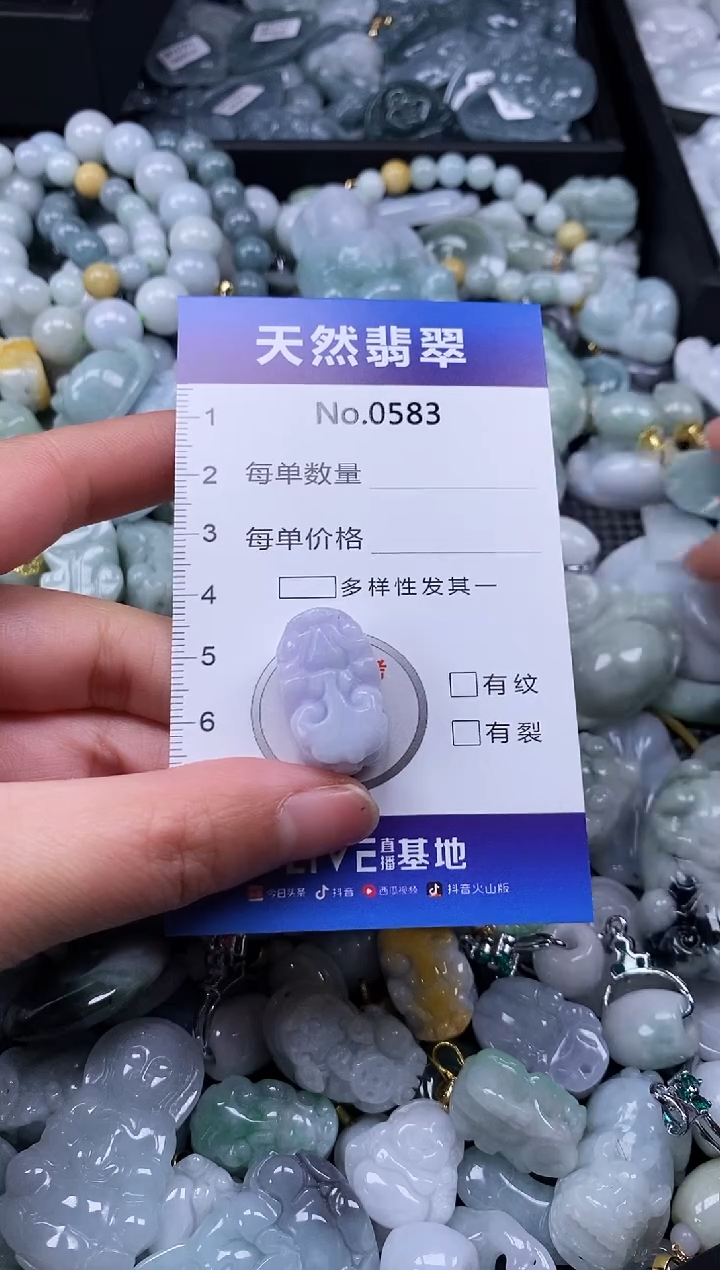 天然翡翠
No.0583
1
2
每单数量
3
每单价格
4
多样性发其一
5
有纹
6
有裂
LIVE直播基地
今日头条 抖音 西瓜视频 抖音火山版